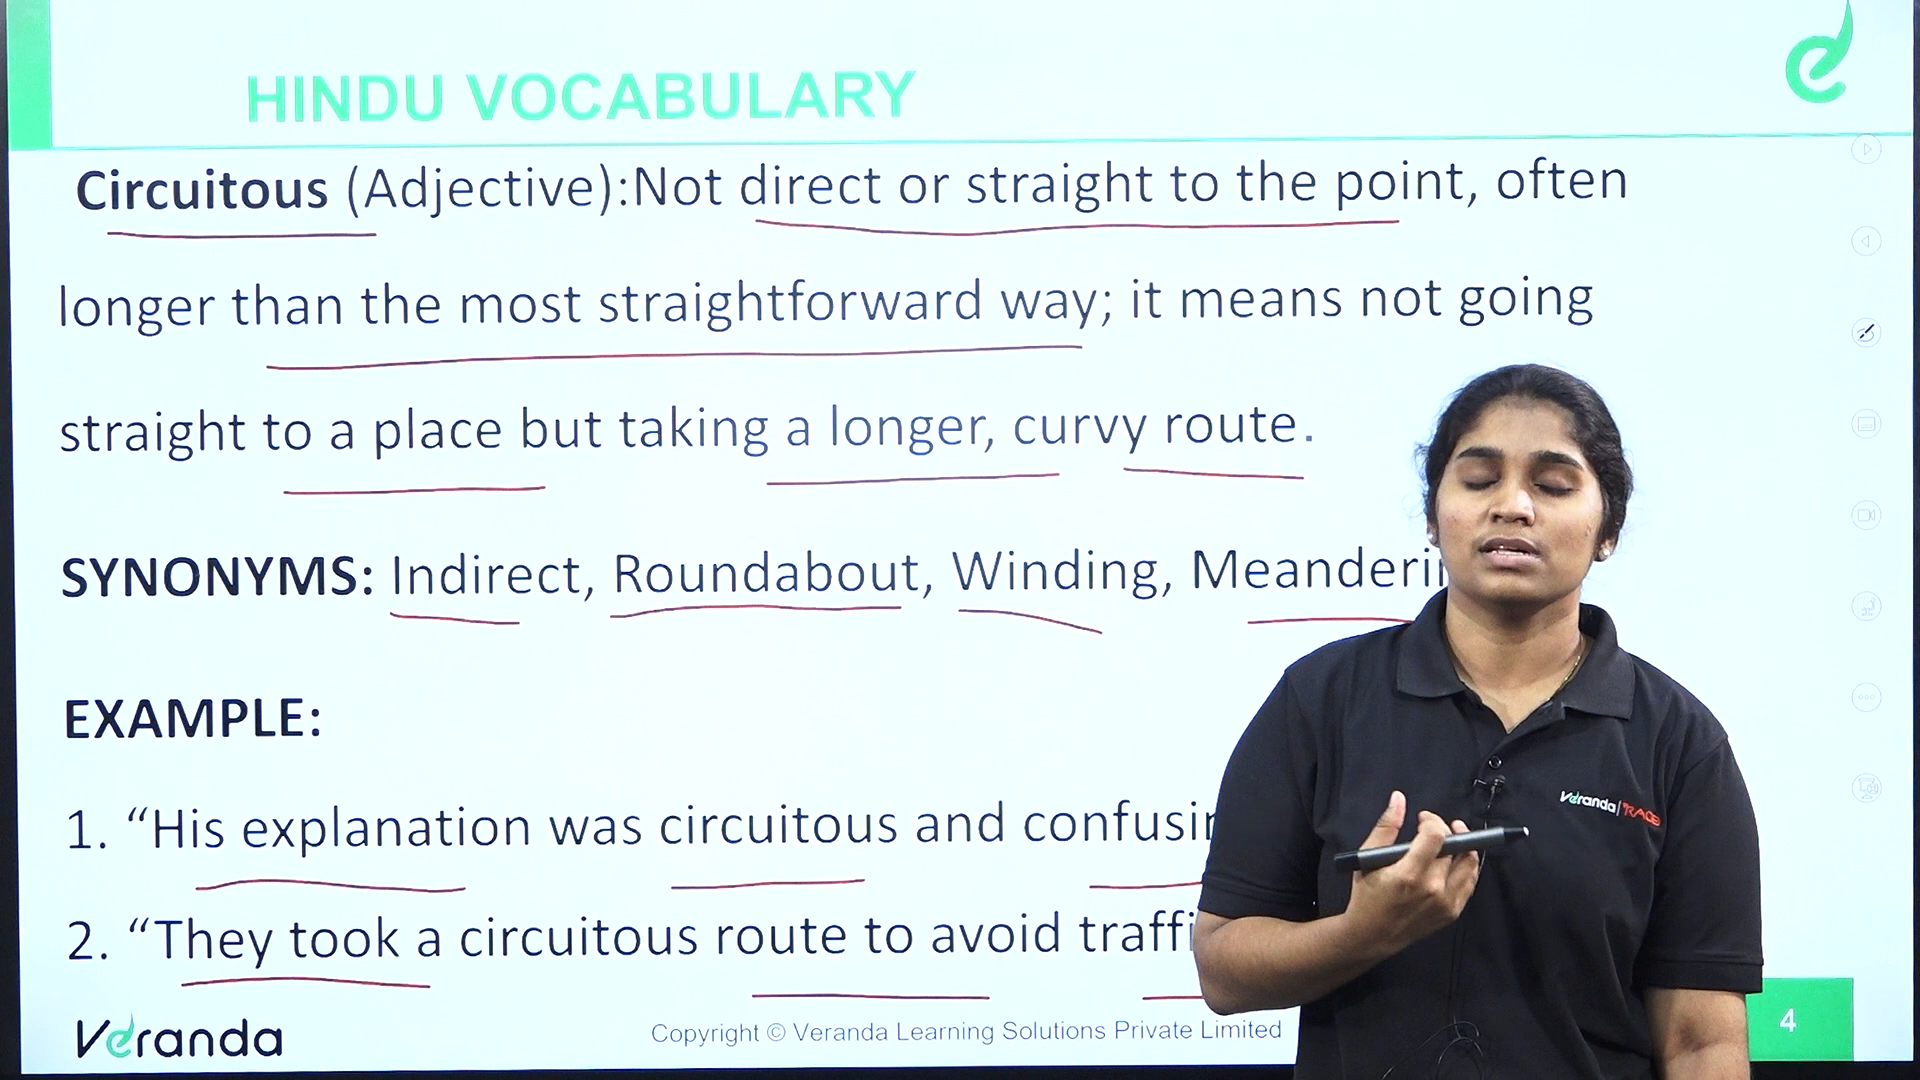 HINDU VOCABULARY
Circuitous (Adjective):Not direct or straight to the point, often
longer than the most straightforward way; it means not going
straight to a place but taking a longer, curvy route.
SYNONYMS: Indirect, Roundabout, Winding,
EXAMPLE:
1. “His explanation was circuitous and
2. “They took a circuitous route to avoid
Veranda
Copyright © Veranda Learning Solutions Private Limited
4
Veranda|RACE